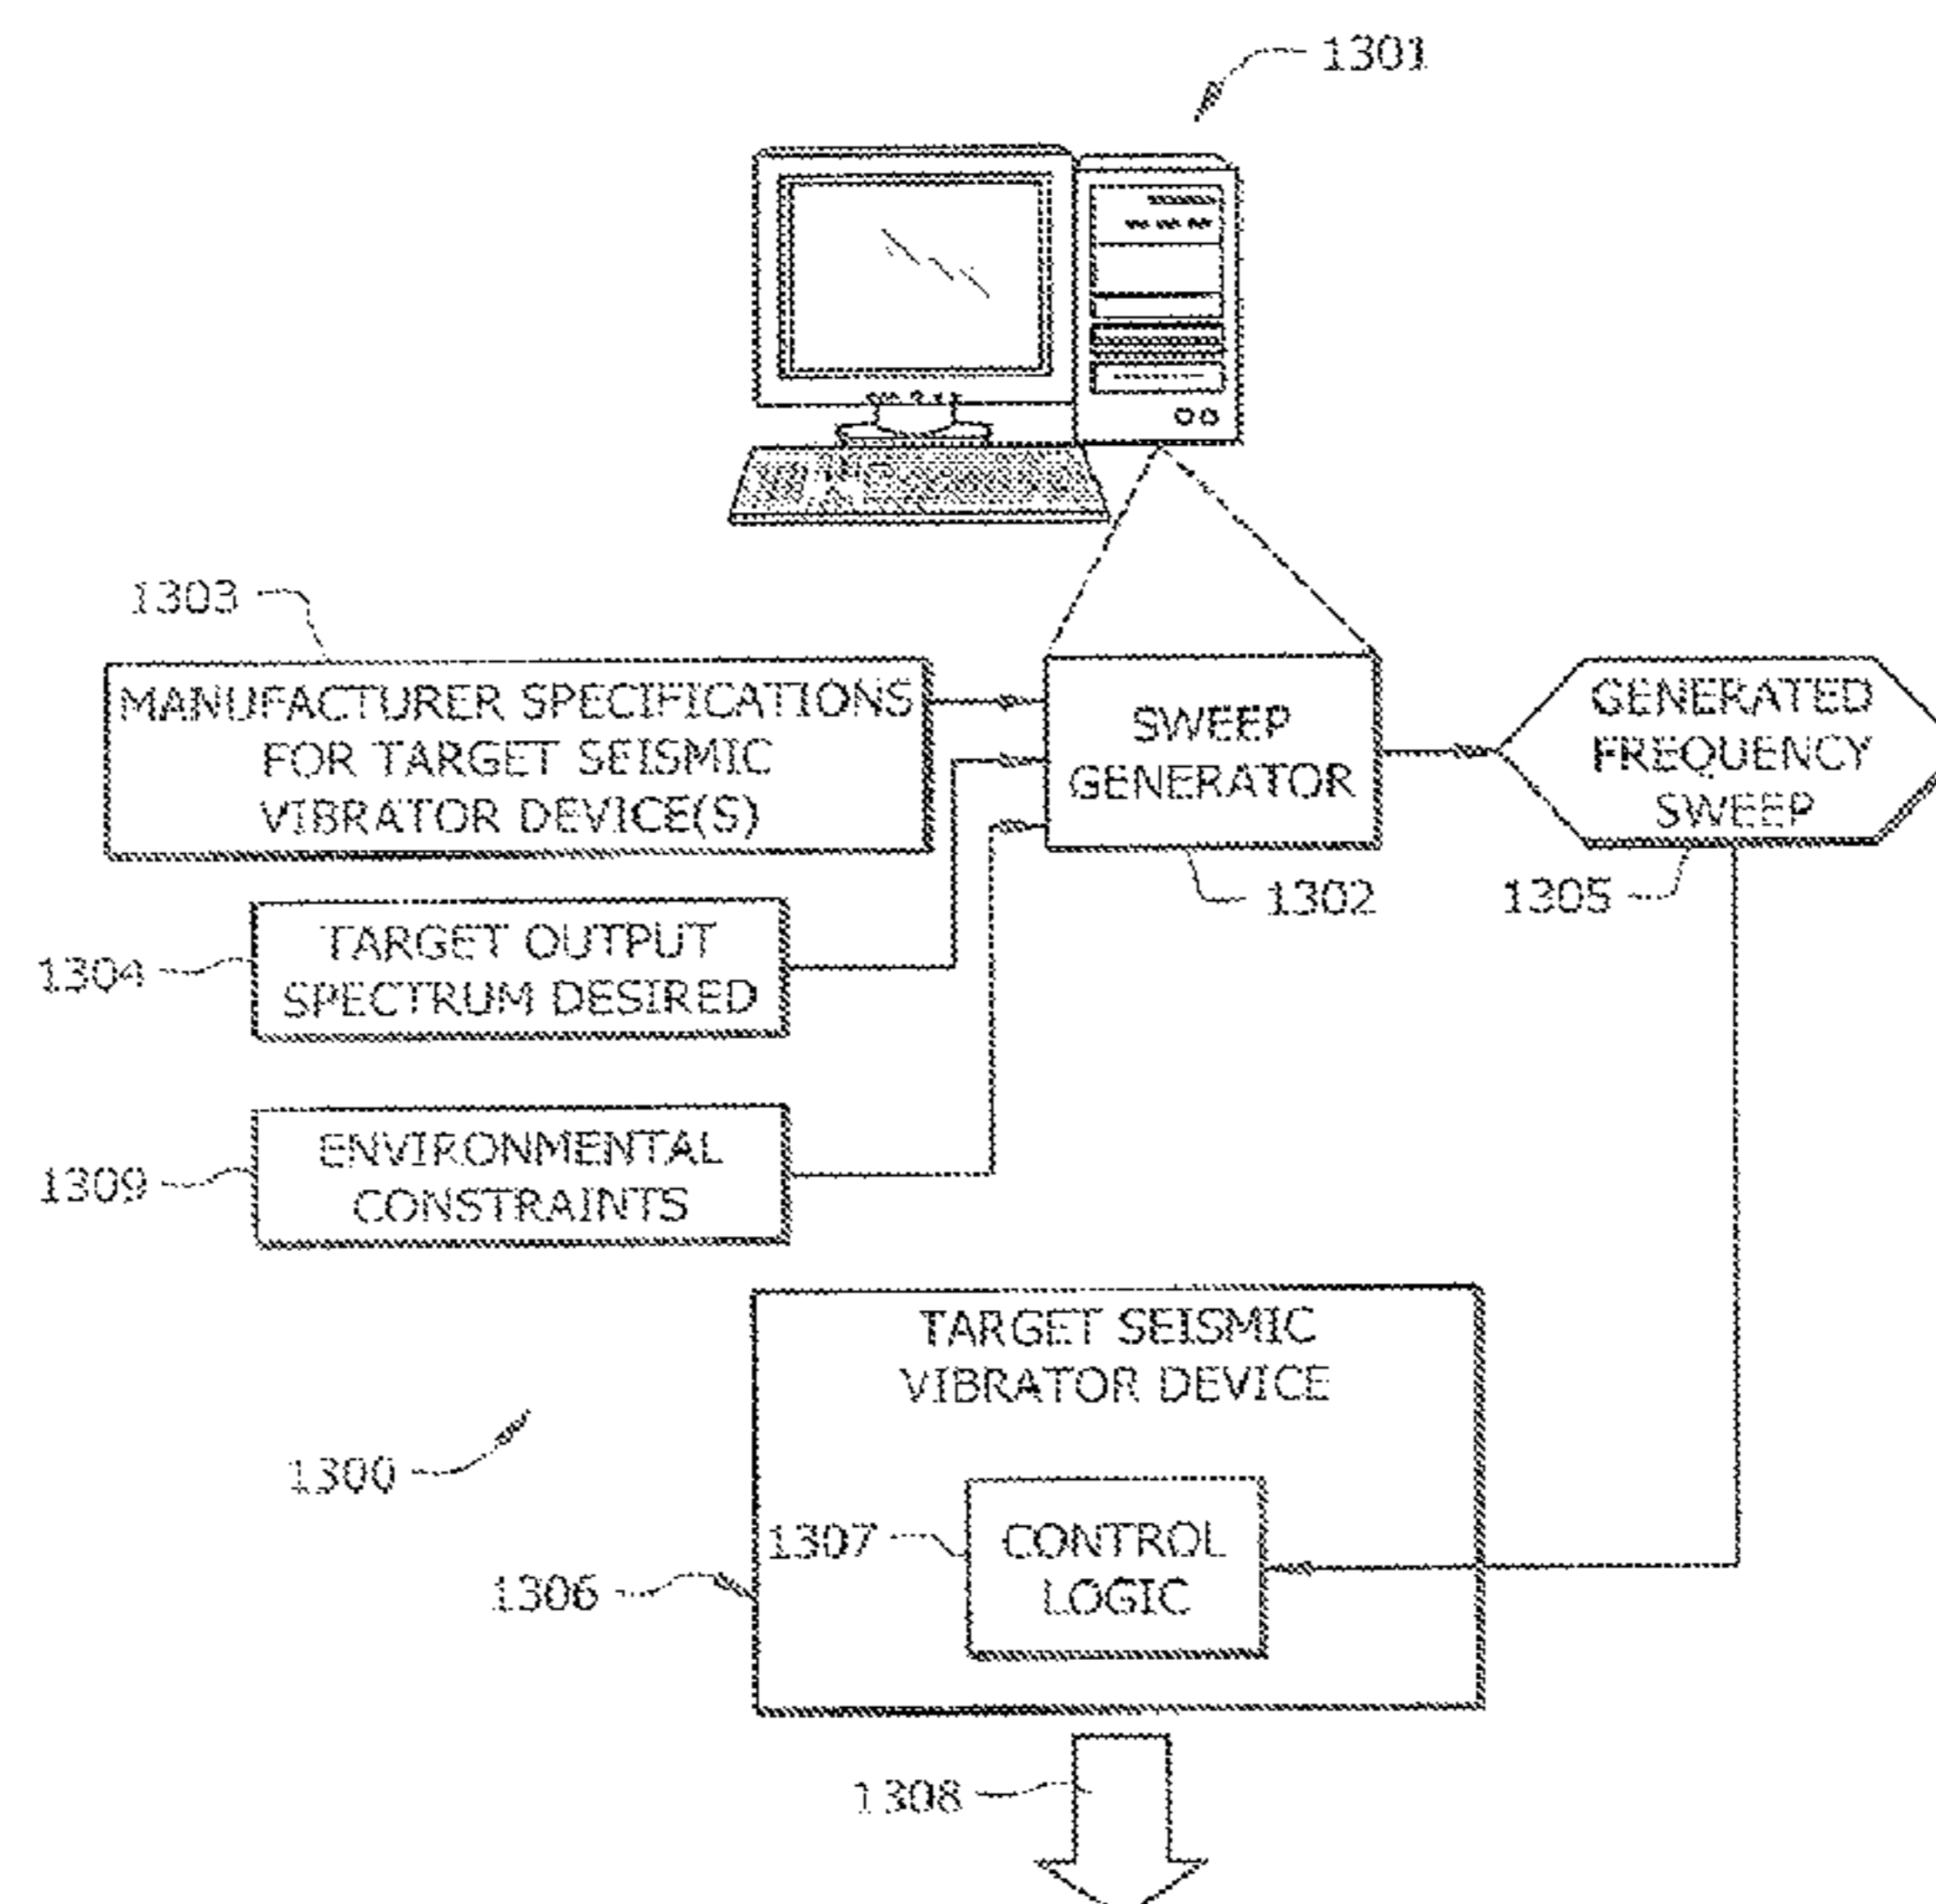 1301
1303
MANUFACTURER SPECIFICATIONS
FOR TARGET SEISMIC
VIBRATOR DEVICE(S)
SWEEP
GENERATOR
GENERATED
FREQUENCY
SWEEP
1302
1305
1304
TARGET OUTPUT
SPECTRUM DESIRED
1309
ENVIRONMENTAL
CONSTRAINTS
TARGET SEISMIC
VIBRATOR DEVICE
1300
1307
CONTROL
LOGIC
1306
1308